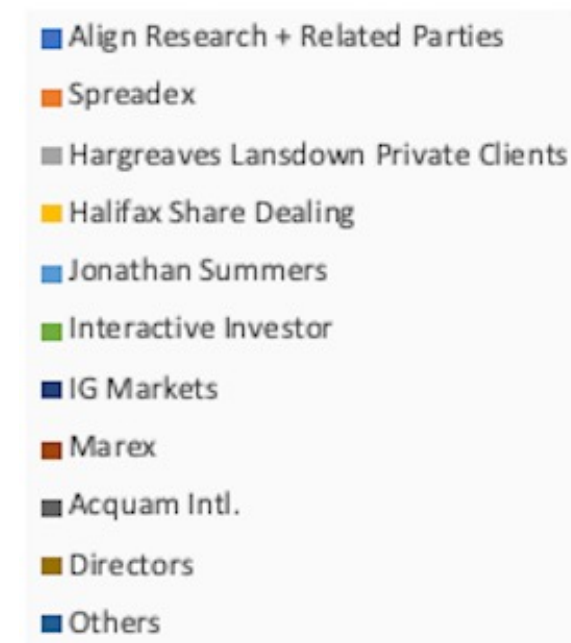 Align Research + Related Parties
Spreadex
Hargreaves Lansdown Private Clients
Halifax Share Dealing
Jonathan Summers
Interactive Investor
IG Markets
Marex
Acquam Intl.
Directors
Others